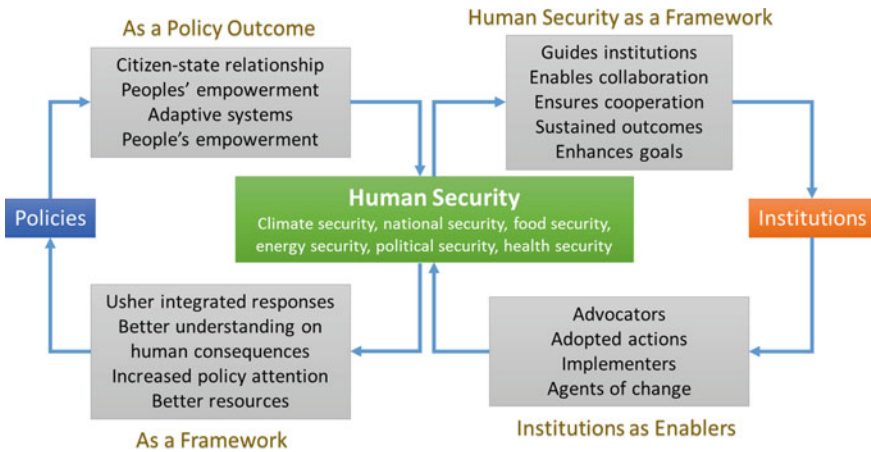 As a Policy Outcome
Citizen-state relationship
Peoples' empowerment
Adaptive systems
People's empowerment
Human Security as a Framework
Guides institutions
Enables collaboration
Ensures cooperation
Sustained outcomes
Enhances goals
Policies
Human Security
Climate security, national security, food security,
energy security, political security, health security
Institutions
Usher integrated responses
Better understanding on
human consequences
Increased policy attention
Better resources
As a Framework
Advocators
Adopted actions
Implementers
Agents of change
Institutions as Enablers